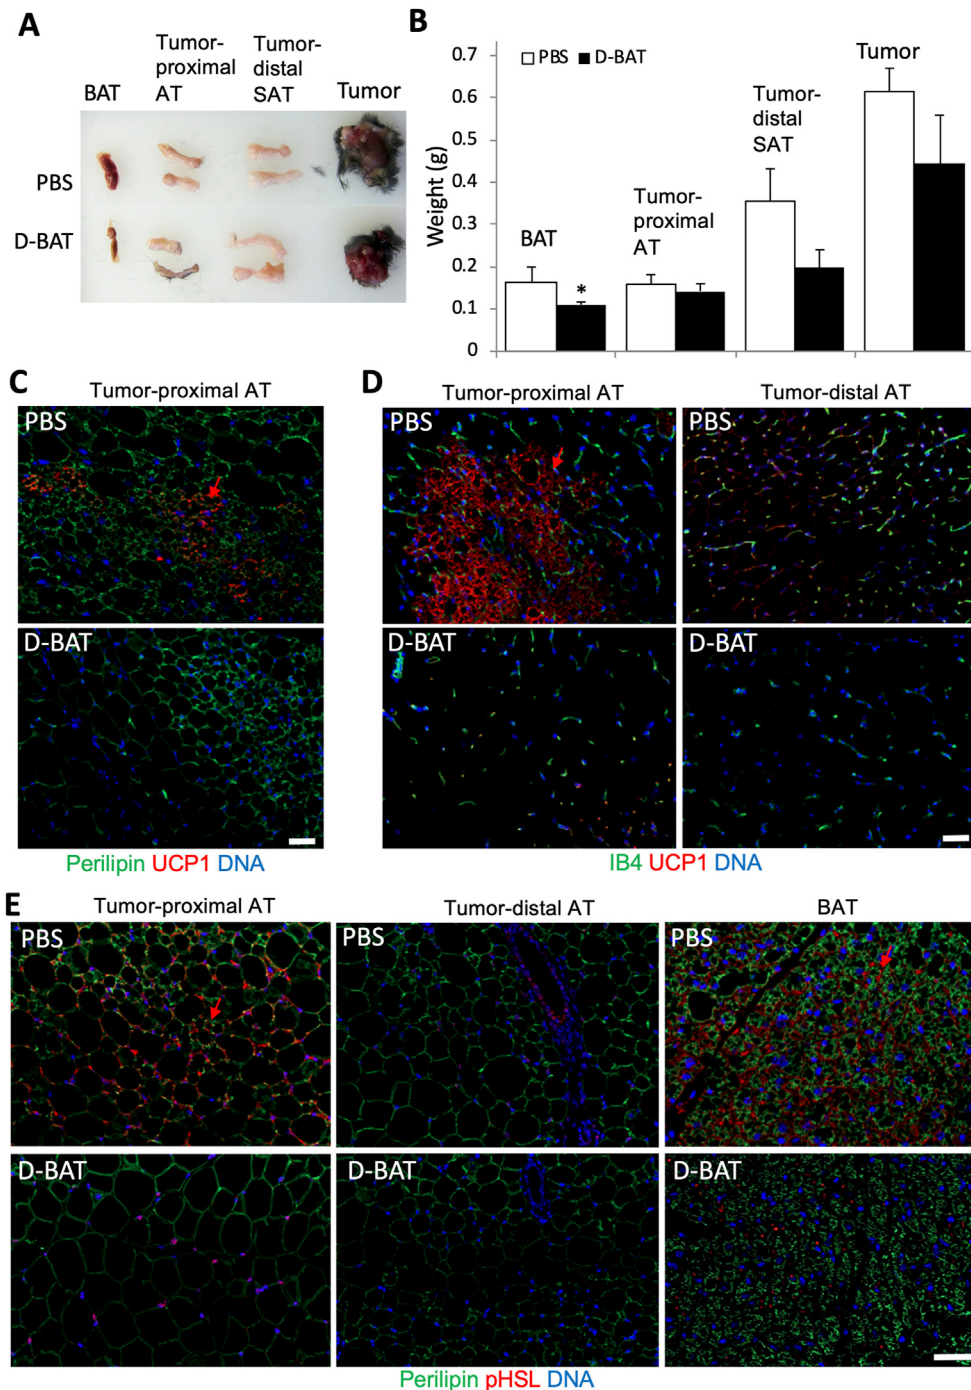 A
BAT
Tumor-
proximal
AT
Tumor-
distal
SAT
Tumor
PBS
D-BAT
B
Weight (g)
0.7
0.6
0.5
0.4
0.3
0.2
0.1
0
PBS D-BAT
BAT
*
Tumor-
proximal
AT
Tumor-
distal
SAT
Tumor
C
Tumor-proximal AT
PBS
D-BAT
Perilipin UCP1 DNA
D
Tumor-proximal AT
Tumor-distal AT
PBS
PBS
D-BAT
D-BAT
IB4 UCP1 DNA
E
Tumor-proximal AT
Tumor-distal AT
BAT
PBS
PBS
PBS
D-BAT
D-BAT
D-BAT
Perilipin pHSL DNA